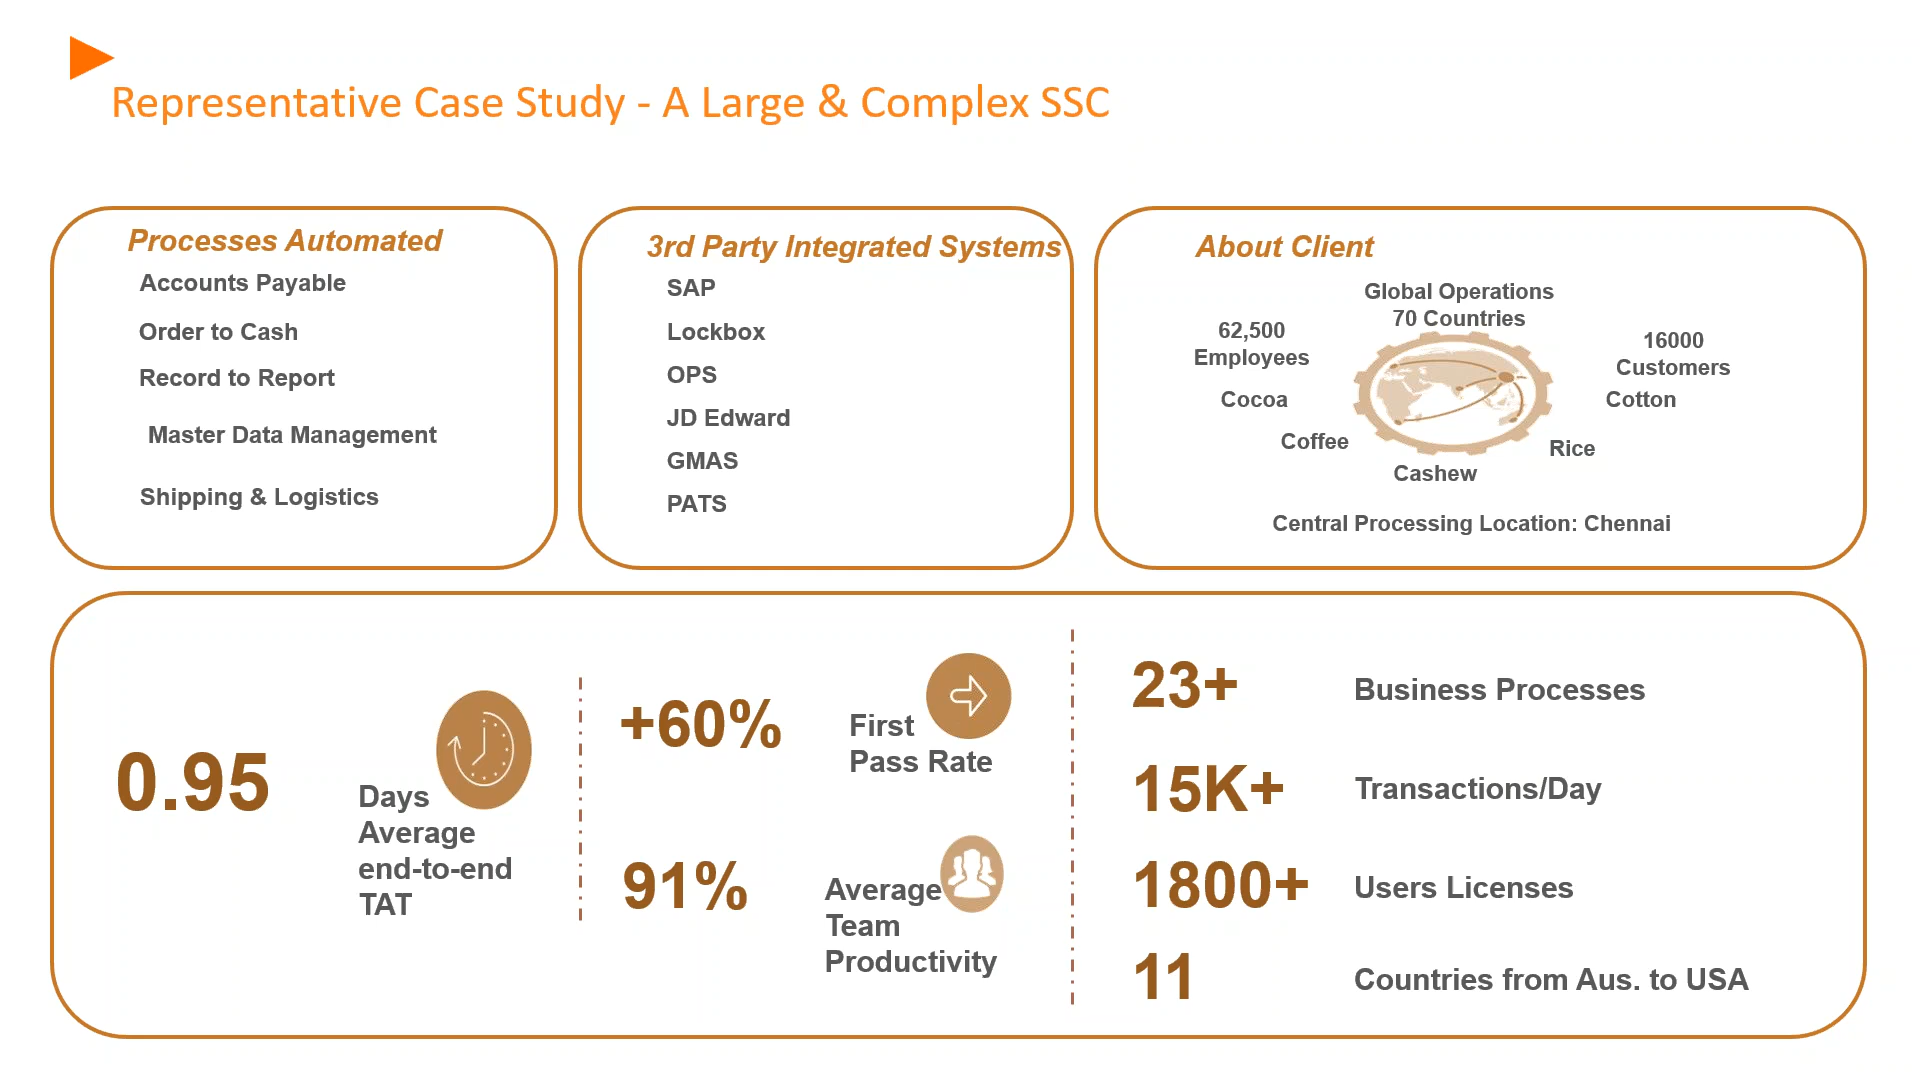 Representative Case Study - A Large & Complex SSC
Processes Automated
Accounts Payable
Order to Cash
Record to Report
Master Data Management
Shipping & Logistics
3rd Party Integrated Systems
SAP
Lockbox
OPS
JD Edward
GMAS
PATS
About Client
Global Operations
70 Countries
62,500
Employees
16000
Customers
Cocoa
Cotton
Coffee
Rice
Cashew
Central Processing Location: Chennai
0.95
Days
Average
end-to-end
TAT
+60%
First
Pass Rate
91%
Average
Team
Productivity
23+
Business Processes
15K+
Transactions/Day
1800+
Users Licenses
11
Countries from Aus. to USA